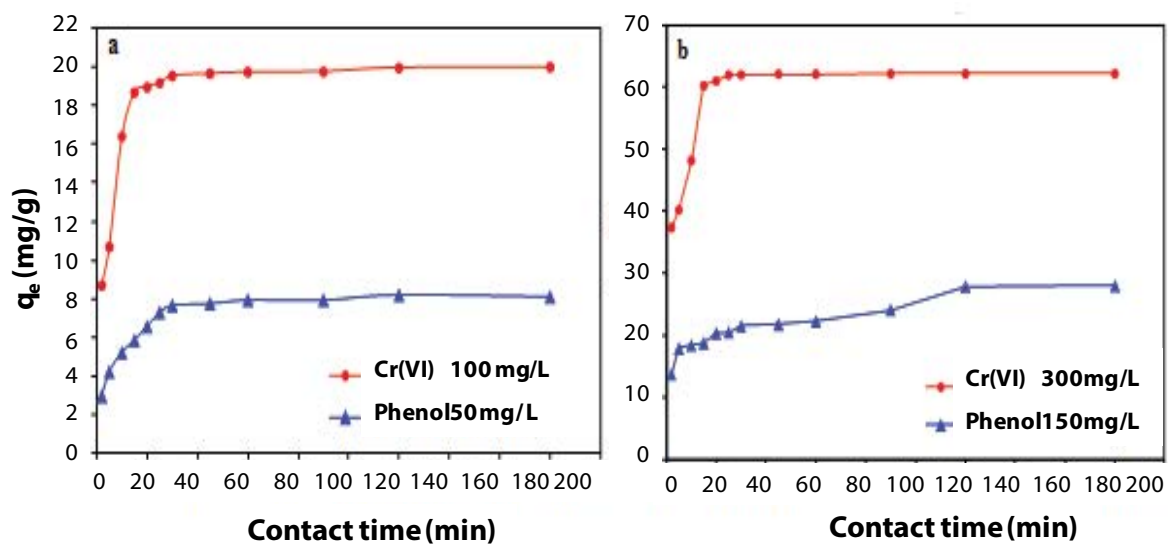 a
22
20
18
16
14
12
10
8
6
4
2
0
qe (mg/g)
Cr(VI) 100 mg/L
Phenol50mg/L
0 20 40 60 80 100 120 140 160 180 200
Contact time (min)
b
70
60
50
40
30
20
10
0
Cr(VI) 300mg/L
Phenol150mg/L
0 20 40 60 80 100 120 140 160 180 200
Contact time (min)